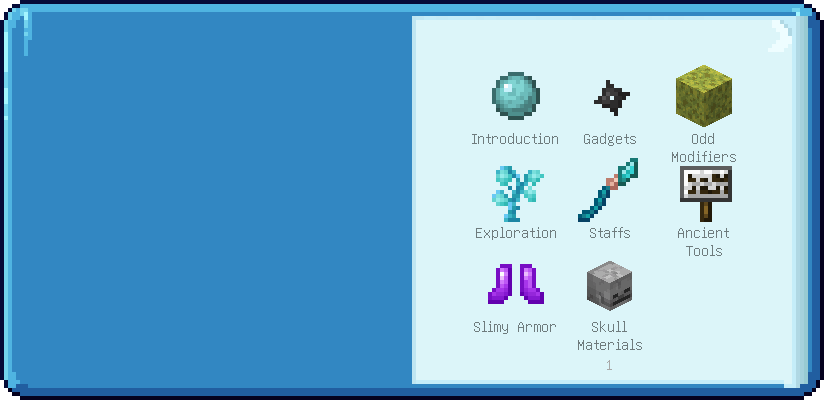 Introduction
Gadgets
Odd
Modifiers
Exploration
Staffs
Ancient
Tools
Slimy Armor
Skull
Materials
1